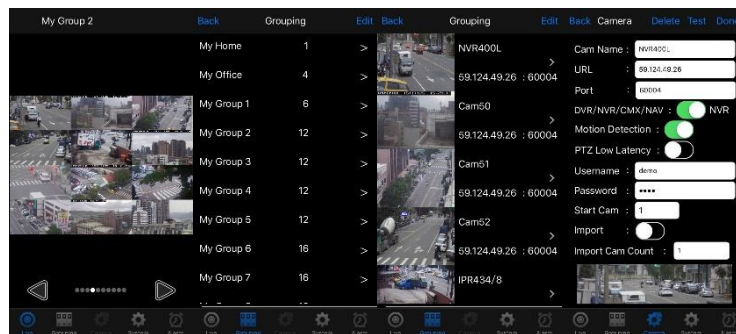 My Group 2
Back Grouping Edit
My Home 1 >
My Office 4 >
My Group 1 6 >
My Group 2 12 >
My Group 3 12 >
My Group 4 12 >
My Group 5 12 >
My Group 6 16 >
My Group 7 16 >
Back Grouping Edit
NVR400L
>
59.124.49.26 : 60004
Cam50
>
59.124.49.26 : 60004
Cam51
>
59.124.49.26 : 60004
Cam52
>
59.124.49.26 : 60004
IPR434/8
>
Back Camera Delete Test Done
Cam Name : NVR400L
URL : 59.124.49.26
Port : 60004
DVR/NVR/CMX/NAV : NVR
Motion Detection :
PTZ Low Latency :
Username : demo
Password : ••••
Start Cam : 1
Import :
Import Cam Count : 1